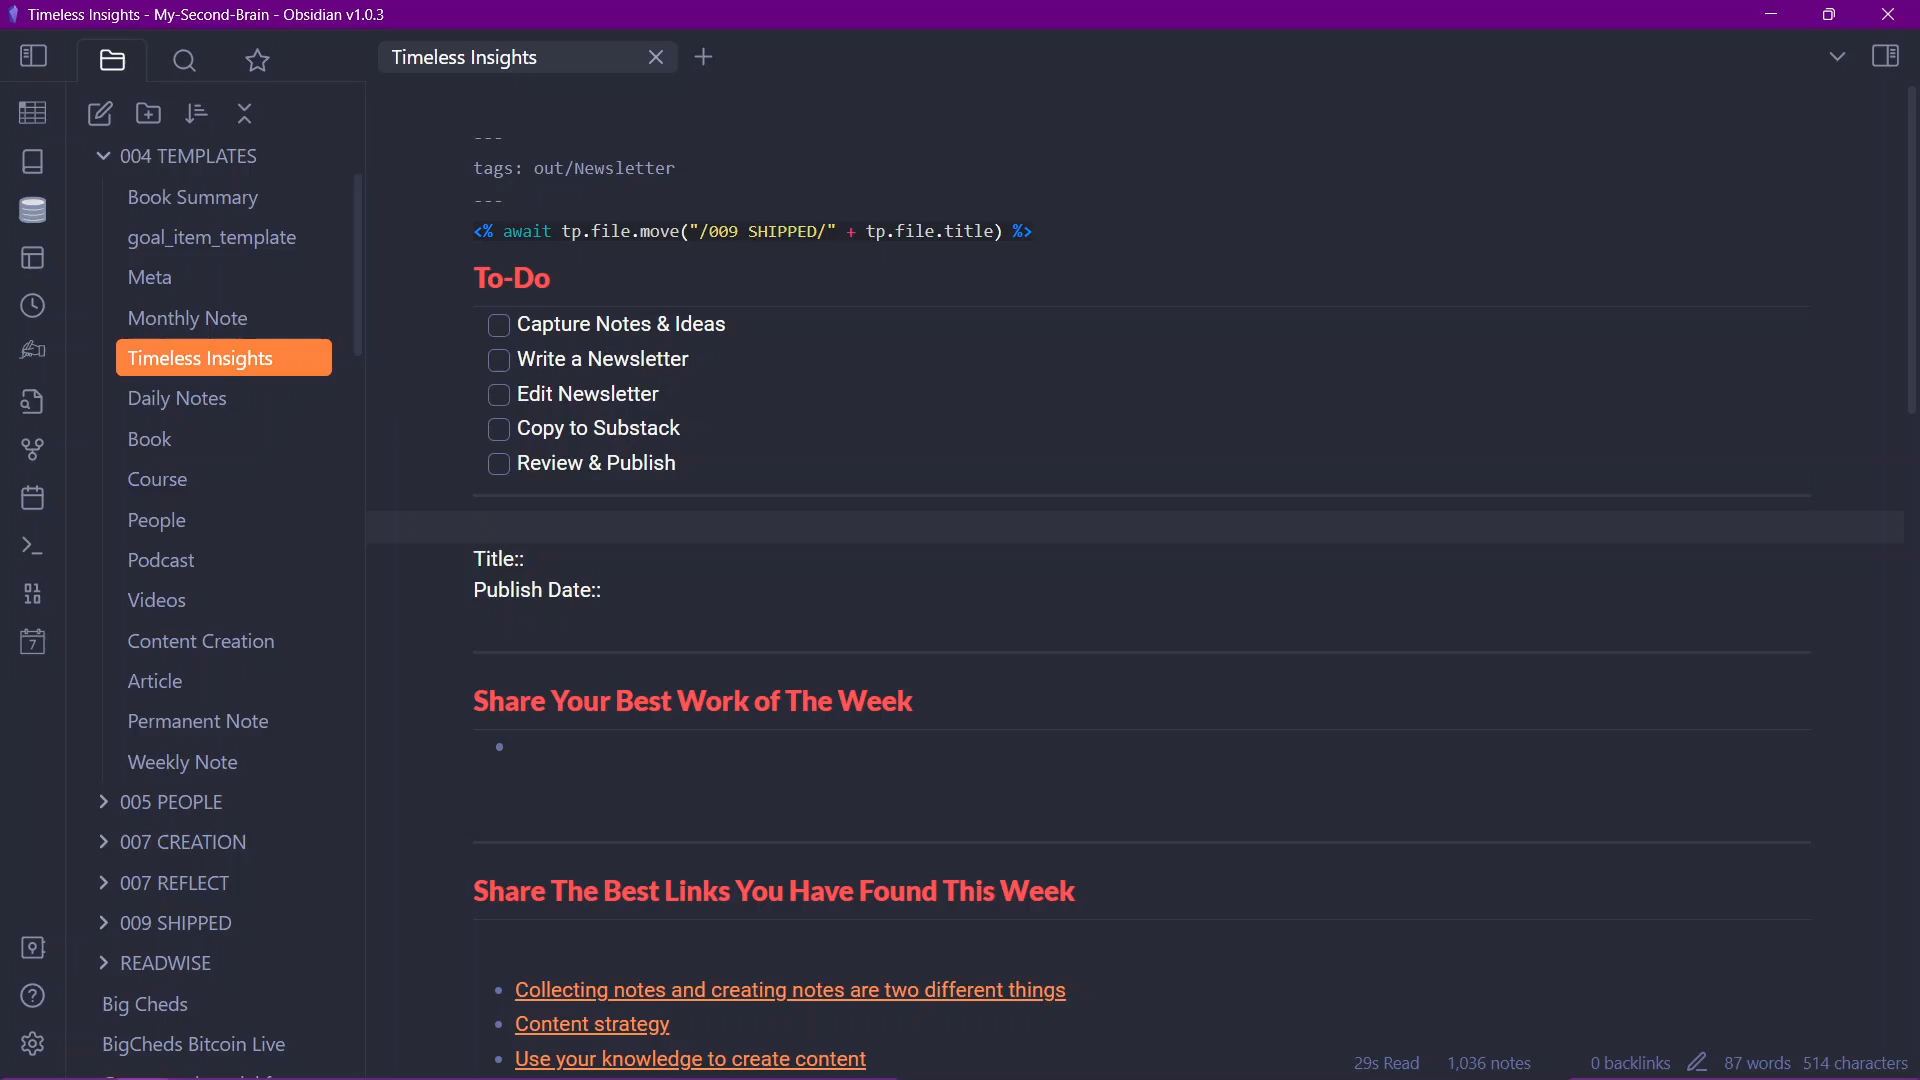 Timeless Insights - My-Second-Brain - Obsidian v1.0.3
Timeless Insights
004 TEMPLATES
Book Summary
goal_item_template
Meta
Monthly Note
Timeless Insights
Daily Notes
Book
Course
People
Podcast
Videos
Content Creation
Article
Permanent Note
Weekly Note
005 PEOPLE
007 CREATION
007 REFLECT
009 SHIPPED
READWISE
Big Cheds
BigCheds Bitcoin Live
7
---
tags: out/Newsletter
---
<% await tp.file.move("/009 SHIPPED/" + tp.file.title) %>
To-Do
Capture Notes & Ideas
Write a Newsletter
Edit Newsletter
Copy to Substack
Review & Publish
Title::
Publish Date::
Share Your Best Work of The Week
Share The Best Links You Have Found This Week
Collecting notes and creating notes are two different things
Content strategy
Use your knowledge to create content
29s Read 1,036 notes 0 backlinks 87 words 514 characters